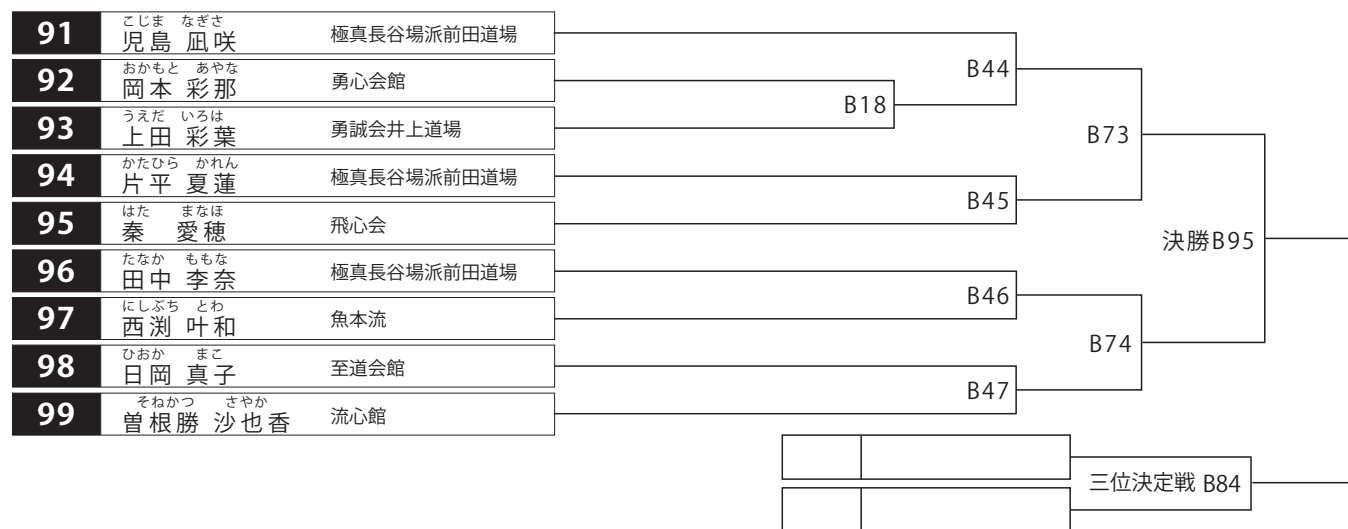 こじま なぎさ
91 児島 凪咲 極真長谷場派前田道場
おかもと あやな
92 岡本 彩那 勇心会館
うえだ いろは
93 上田 彩葉 勇誠会井上道場
かたひら かれん
94 片平 夏蓮 極真長谷場派前田道場
はた まなほ
95 秦 愛穂 飛心会
たなか ももな
96 田中 李奈 極真長谷場派前田道場
にしぶち とわ
97 西渕 叶和 魚本流
ひおか まこ
98 日岡 真子 至道会館
そねかつ さやか
99 曽根勝 沙也香 流心館
B18
B44
B45
B46
B47
B73
B74
決勝B95
三位決定戦 B84